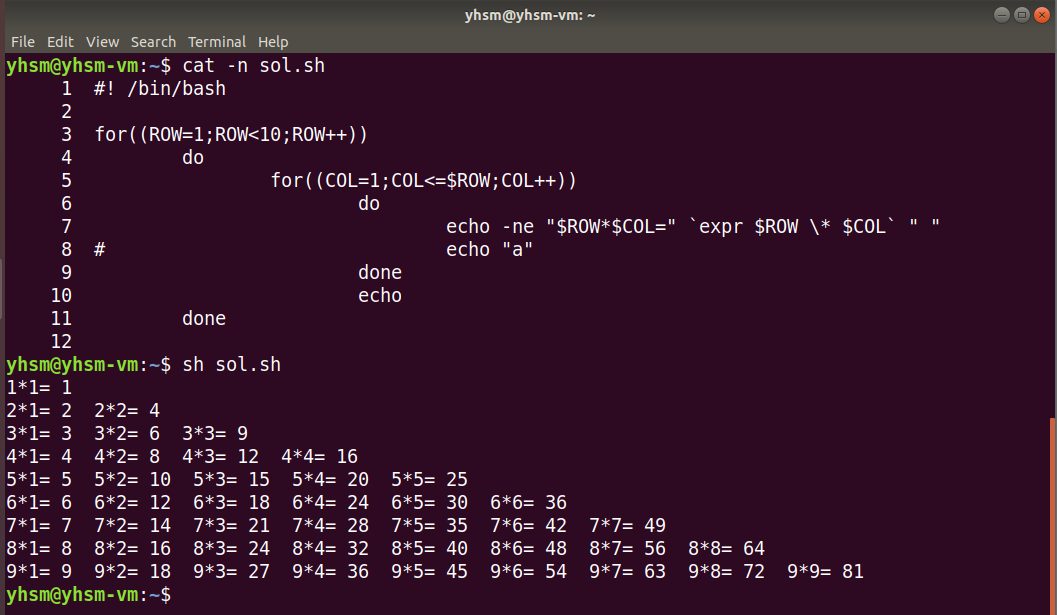 yhsm@yhsm-vm: ~
File Edit View Search Terminal Help
yhsm@yhsm-vm:~$ cat -n sol.sh
     1  #! /bin/bash
     2
     3  for((ROW=1;ROW<10;ROW++))
     4          do
     5                  for((COL=1;COL<=$ROW;COL++))
     6                          do
     7                                  echo -ne "$ROW*$COL=" `expr $ROW \* $COL` " "
     8  #                               echo "a"
     9                          done
    10                          echo
    11          done
    12
yhsm@yhsm-vm:~$ sh sol.sh
1*1= 1
2*1= 2  2*2= 4
3*1= 3  3*2= 6  3*3= 9
4*1= 4  4*2= 8  4*3= 12  4*4= 16
5*1= 5  5*2= 10  5*3= 15  5*4= 20  5*5= 25
6*1= 6  6*2= 12  6*3= 18  6*4= 24  6*5= 30  6*6= 36
7*1= 7  7*2= 14  7*3= 21  7*4= 28  7*5= 35  7*6= 42  7*7= 49
8*1= 8  8*2= 16  8*3= 24  8*4= 32  8*5= 40  8*6= 48  8*7= 56  8*8= 64
9*1= 9  9*2= 18  9*3= 27  9*4= 36  9*5= 45  9*6= 54  9*7= 63  9*8= 72  9*9= 81
yhsm@yhsm-vm:~$